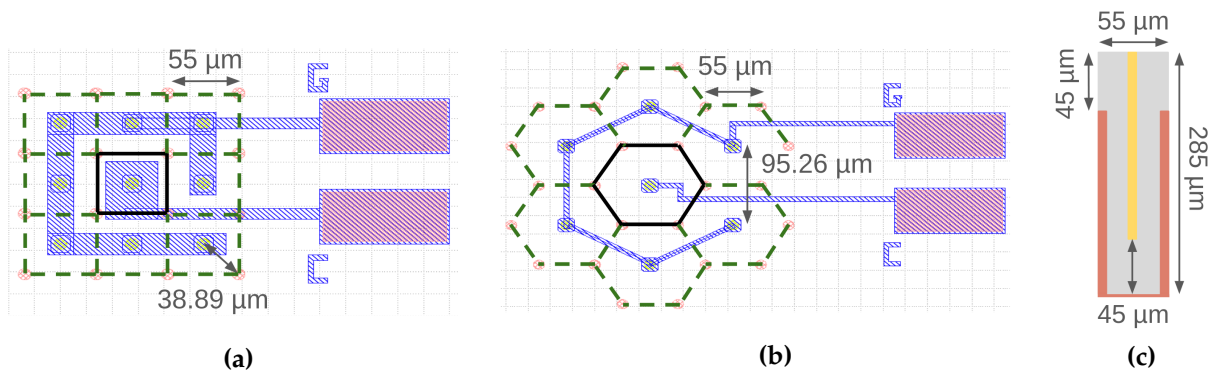 55 µm
G
38.89 µm
C
(a)
55 µm
G
95.26 µm
C
(b)
55 µm
45 µm
285 µm
45 µm
(c)